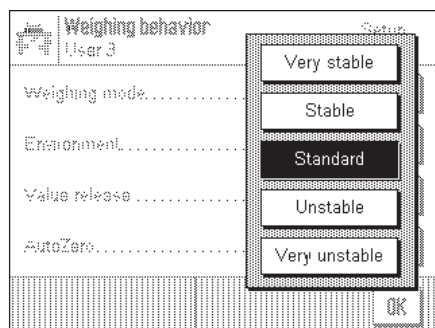 Weighing behavior
Setup
User 3
Very stable
Weighing mode
Stable
Environment
Standard
Value release
Unstable
AutoZero
Very unstable
OK